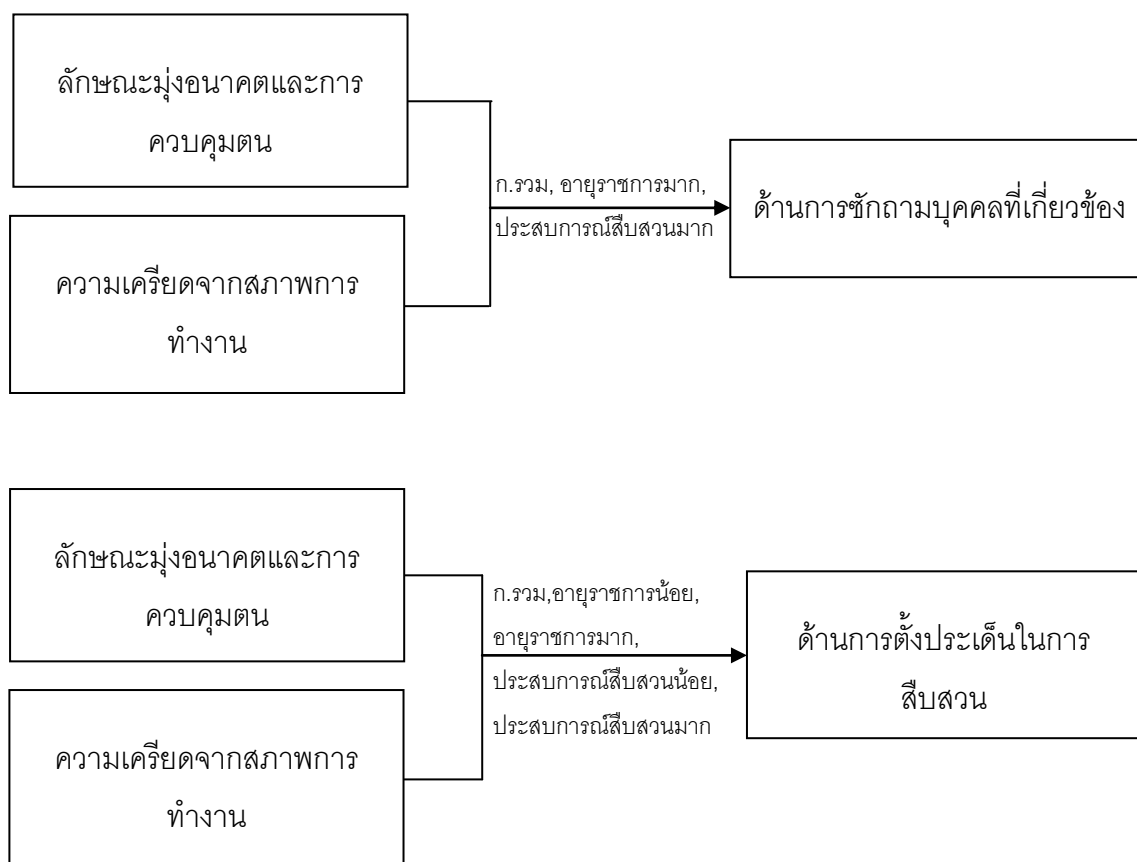 ลักษณะมุ่งอนาคตและการ
ควบคุมตน
ความเครียดจากสภาพการ
ทำงาน
ก.รวม, อายุราชการมาก,
ประสบการณ์สืบสวนมาก
ด้านการซักถามบุคคลที่เกี่ยวข้อง
ลักษณะมุ่งอนาคตและการ
ควบคุมตน
ความเครียดจากสภาพการ
ทำงาน
ก.รวม,อายุราชการน้อย,
อายุราชการมาก,
ประสบการณ์สืบสวนน้อย,
ประสบการณ์สืบสวนมาก
ด้านการตั้งประเด็นในการ
สืบสวน